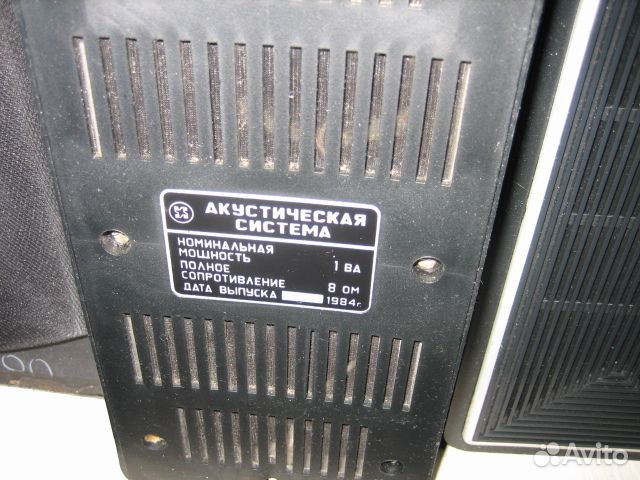 АКУСТИЧЕСКАЯ
СИСТЕМА
НОМИНАЛЬНАЯ
МОЩНОСТЬ 1 ВА
ПОЛНОЕ
СОПРОТИВЛЕНИЕ 8 ОМ
ДАТА ВЫПУСКА 1984г.
Avito